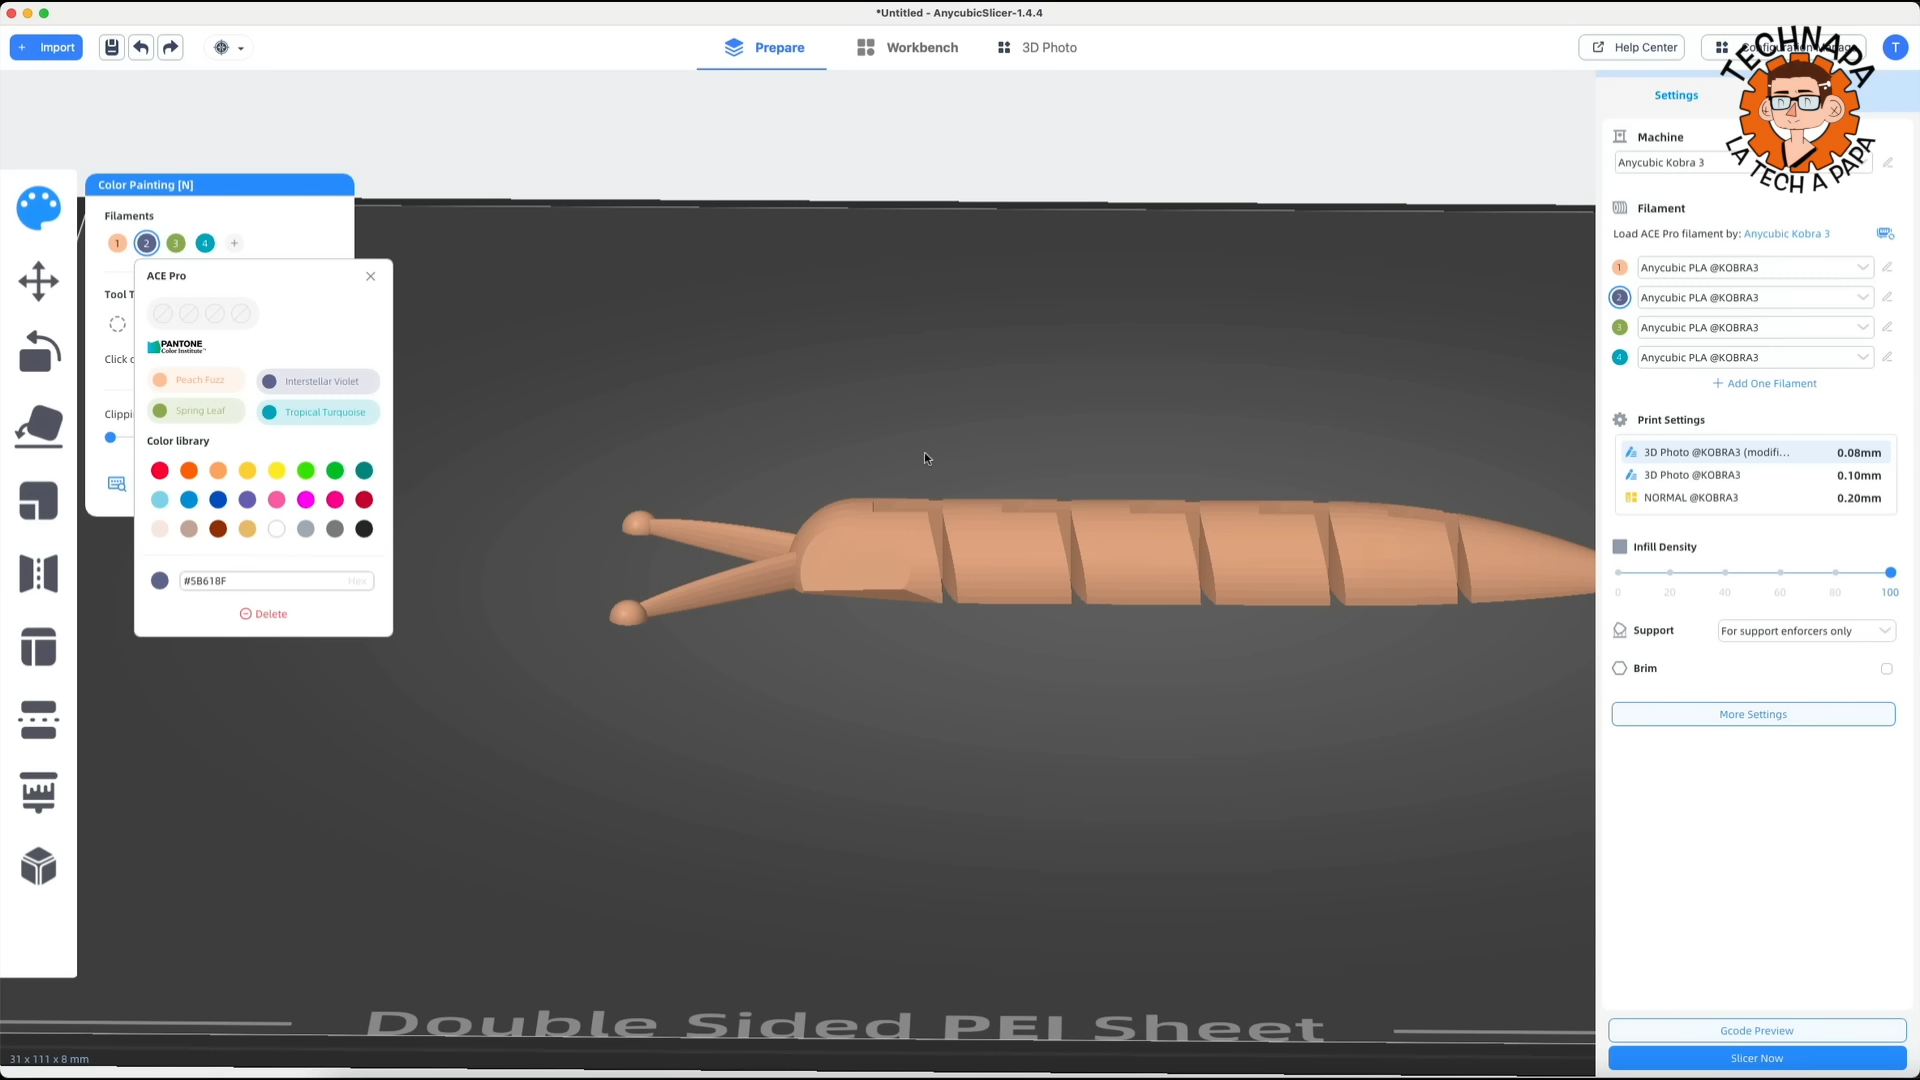 *Untitled - AnycubicSlicer-1.4.4
+ Import
Prepare
Workbench
3D Photo
Help Center
T
TECHNAPA
LA TECH A PAPA
Color Painting [N]
Filaments
1 2 3 4 +
Tool T
Click
Clippi
ACE Pro
PANTONE
Color Institute™
Peach Fuzz
Interstellar Violet
Spring Leaf
Tropical Turquoise
Color library
#5B618F
Hex
Delete
Double Sided PEI Sheet
31 x 111 x 8 mm
Settings
Machine
Anycubic Kobra 3
Filament
Load ACE Pro filament by: Anycubic Kobra 3
1 Anycubic PLA @KOBRA3
2 Anycubic PLA @KOBRA3
3 Anycubic PLA @KOBRA3
4 Anycubic PLA @KOBRA3
+ Add One Filament
Print Settings
3D Photo @KOBRA3 (modifi... 0.08mm
3D Photo @KOBRA3 0.10mm
NORMAL @KOBRA3 0.20mm
Infill Density
0 20 40 60 80 100
Support
For support enforcers only
Brim
More Settings
Gcode Preview
Slicer Now